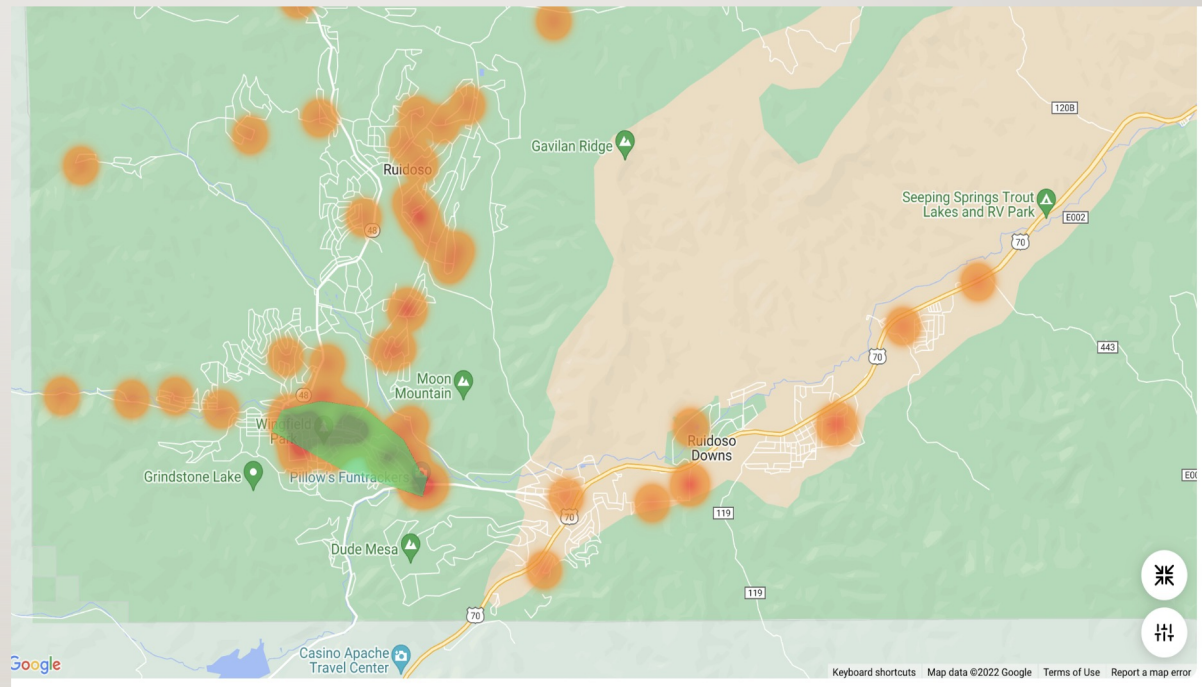 120B
Gavilan Ridge
Ruidoso
Seeping Springs Trout
Lakes and RV Park
E002
48
70
70
443
Moon
Mountain
48
Ruidoso
Downs
Grindstone Lake
Pillow's Funtrackers
70
119
Dude Mesa
119
70
Casino Apache
Travel Center
Google
Keyboard shortcuts
Map data ©2022 Google
Terms of Use
Report a map error